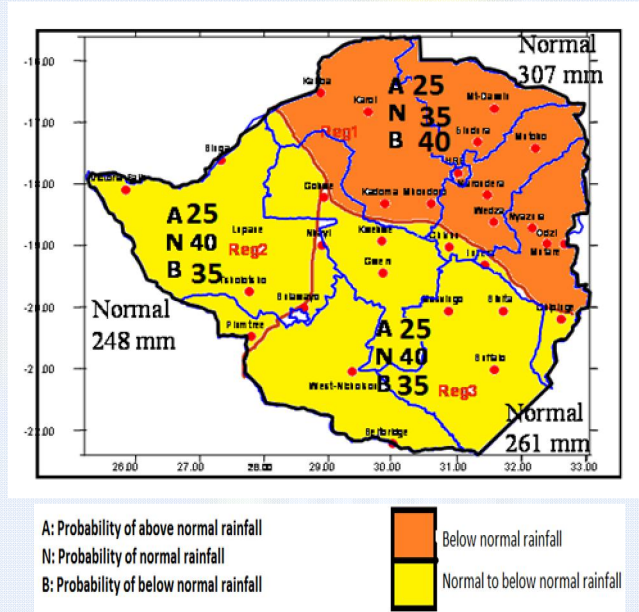 Normal
307 mm
-16.00
Kariba
A 25
Karoi
Mt-Darwin
-17.00
N 35
Reg1
Bindura
Mutoko
B 40
Binga
-18.00
Victoria Falls
Gokwe
Marondera
Kadoma
Mhondoro
A 25
Wedza
Nyazura
Lupane
Kwekwe
Odzi
N 40
Reg2
Nkayi
-19.00
Mutare
Gweru
B 35
Tsholotsho
-20.00
Bulawayo
Masvingo
Bikita
Chipinge
Normal
248 mm
Plumtree
A 25
N 40
-21.00
Buffalo
B 35
West-Nicholson
Reg3
Normal
261 mm
-22.00
Beitbridge
26.00 27.00 28.00 29.00 30.00 31.00 32.00 33.00
A: Probability of above normal rainfall
N: Probability of normal rainfall
B: Probability of below normal rainfall
Below normal rainfall
Normal to below normal rainfall